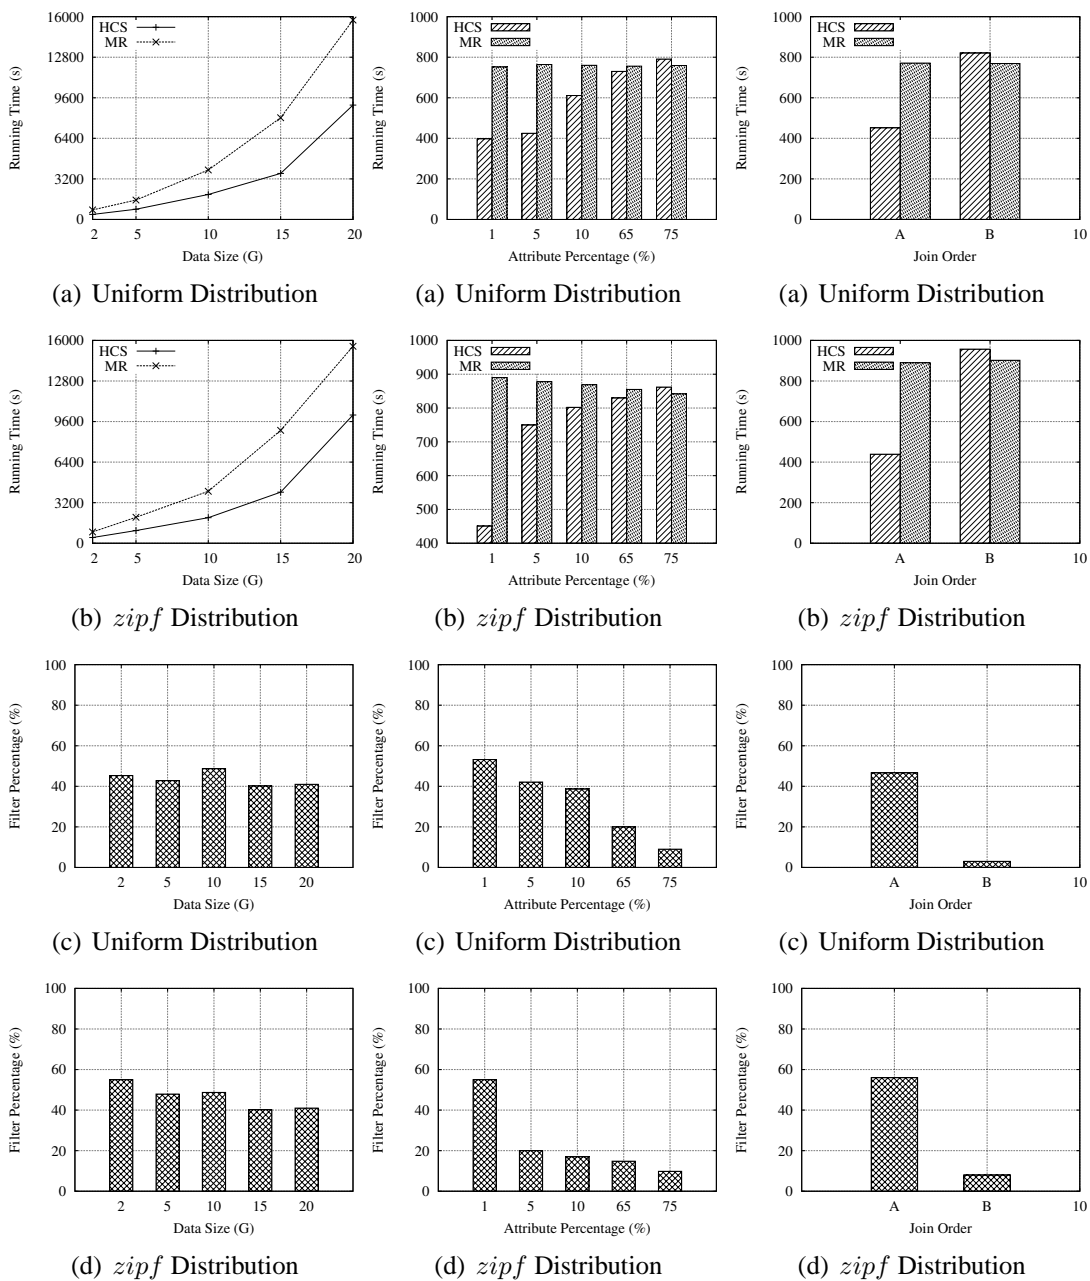 16000
12800
9600
6400
3200
0
Running Time (s)
HCS
MR
2 5 10 15 20
Data Size (G)
(a) Uniform Distribution
1000
800
600
400
200
0
Running Time (s)
HCS
MR
1 5 10 65 75
Attribute Percentage (%)
(a) Uniform Distribution
1000
800
600
400
200
0
Running Time (s)
HCS
MR
A B 10
Join Order
(a) Uniform Distribution
16000
12800
9600
6400
3200
0
Running Time (s)
HCS
MR
2 5 10 15 20
Data Size (G)
(b) zipf Distribution
1000
900
800
700
600
500
400
Running Time (s)
HCS
MR
1 5 10 65 75
Attribute Percentage (%)
(b) zipf Distribution
1000
800
600
400
200
0
Running Time (s)
HCS
MR
A B 10
Join Order
(b) zipf Distribution
100
80
60
40
20
0
Filter Percentage (%)
2 5 10 15 20
Data Size (G)
(c) Uniform Distribution
100
80
60
40
20
0
Filter Percentage (%)
1 5 10 65 75
Attribute Percentage (%)
(c) Uniform Distribution
100
80
60
40
20
0
Filter Percentage (%)
A B 10
Join Order
(c) Uniform Distribution
100
80
60
40
20
0
Filter Percentage (%)
2 5 10 15 20
Data Size (G)
(d) zipf Distribution
100
80
60
40
20
0
Filter Percentage (%)
1 5 10 65 75
Attribute Percentage (%)
(d) zipf Distribution
100
80
60
40
20
0
Filter Percentage (%)
A B 10
Join Order
(d) zipf Distribution